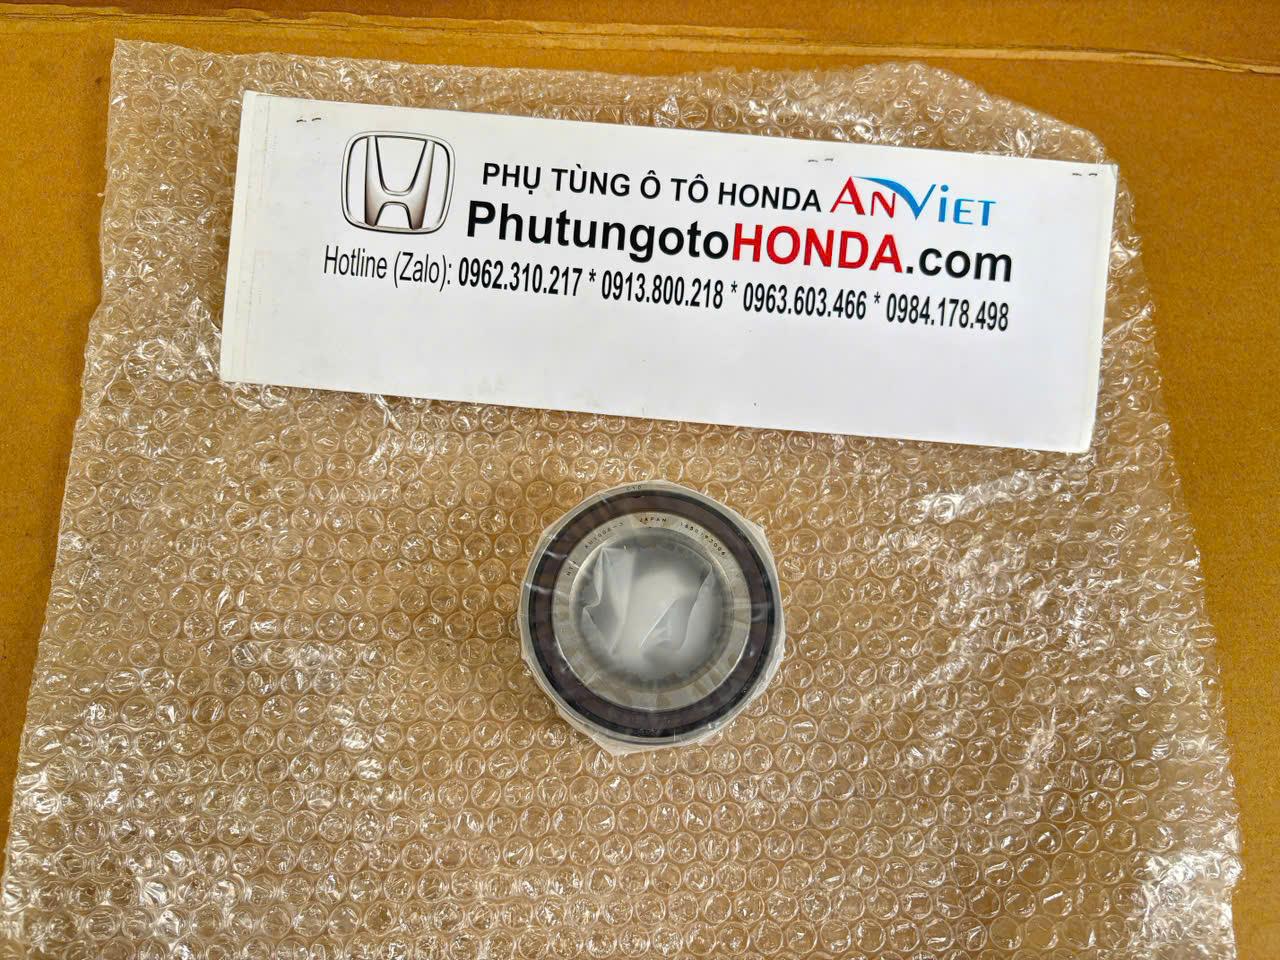 PHỤ TÙNG Ô TÔ HONDA ANViET
PhutungotoHONDA.com
Hotline (Zalo): 0962.310.217 * 0913.800.218 * 0963.603.466 * 0984.178.498
JAPAN